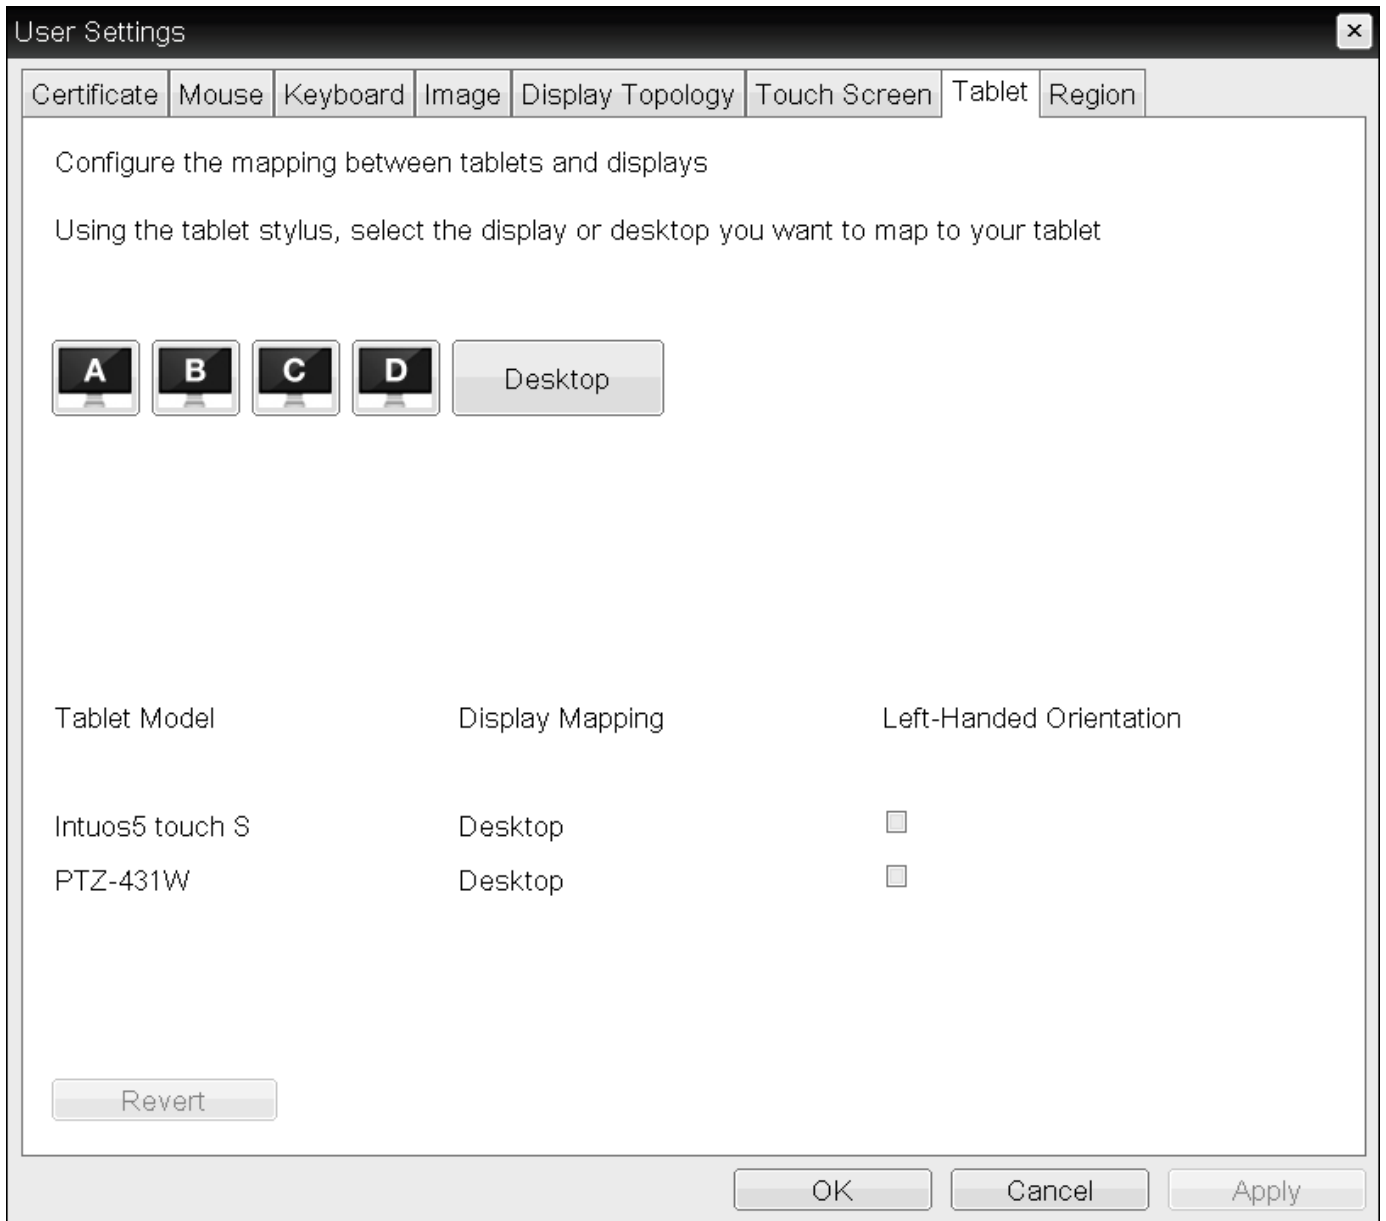 User Settings
Certificate Mouse Keyboard Image Display Topology Touch Screen Tablet Region
Configure the mapping between tablets and displays
Using the tablet stylus, select the display or desktop you want to map to your tablet
A B C D Desktop
Tablet Model Display Mapping Left-Handed Orientation
Intuos5 touch S Desktop
PTZ-431W Desktop
Revert
OK Cancel Apply